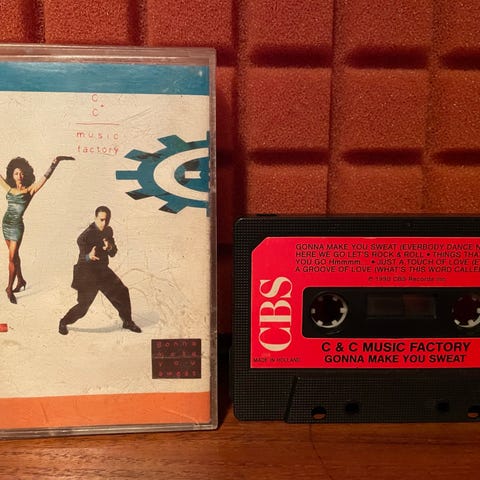 C
+
C
music
factory
gonna
make
you
sweat
GONNA MAKE YOU SWEAT (EVERBODY DANCE N
HERE WE GO LET'S ROCK & ROLL • THINGS THA
YOU GO Hmmmm... • JUST A TOUCH OF LOVE (E
A GROOVE OF LOVE (WHAT'S THIS WORD CALLE
℗ 1990 CBS Records Inc.
CBS
MADE IN HOLLAND
C & C MUSIC FACTORY
GONNA MAKE YOU SWEAT